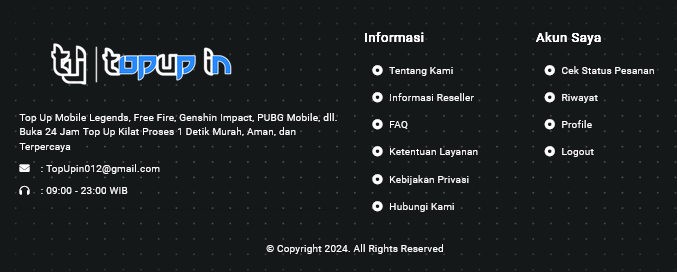 ti topup in
Top Up Mobile Legends, Free Fire, Genshin Impact, PUBG Mobile, dll.
Buka 24 Jam Top Up Kilat Proses 1 Detik Murah, Aman, dan
Terpercaya
: TopUpin012@gmail.com
: 09:00 - 23:00 WIB
Informasi
Tentang Kami
Informasi Reseller
FAQ
Ketentuan Layanan
Kebijakan Privasi
Hubungi Kami
Akun Saya
Cek Status Pesanan
Riwayat
Profile
Logout
© Copyright 2024. All Rights Reserved